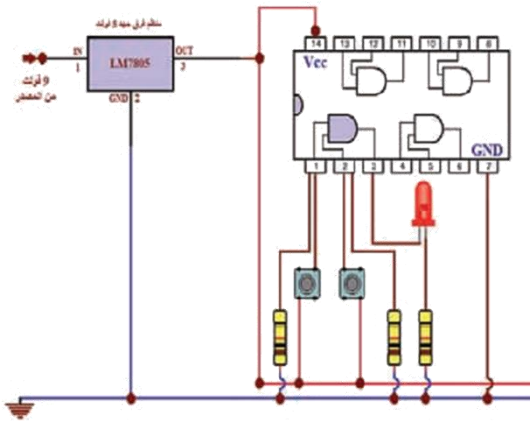 منظم فرق جهد 5 فولت
IN
1
LM7805
OUT
3
GND 2
9 فولت
من المصدر
14 13 12 11 10 9 8
Vcc
GND
1 2 3 4 5 6 7